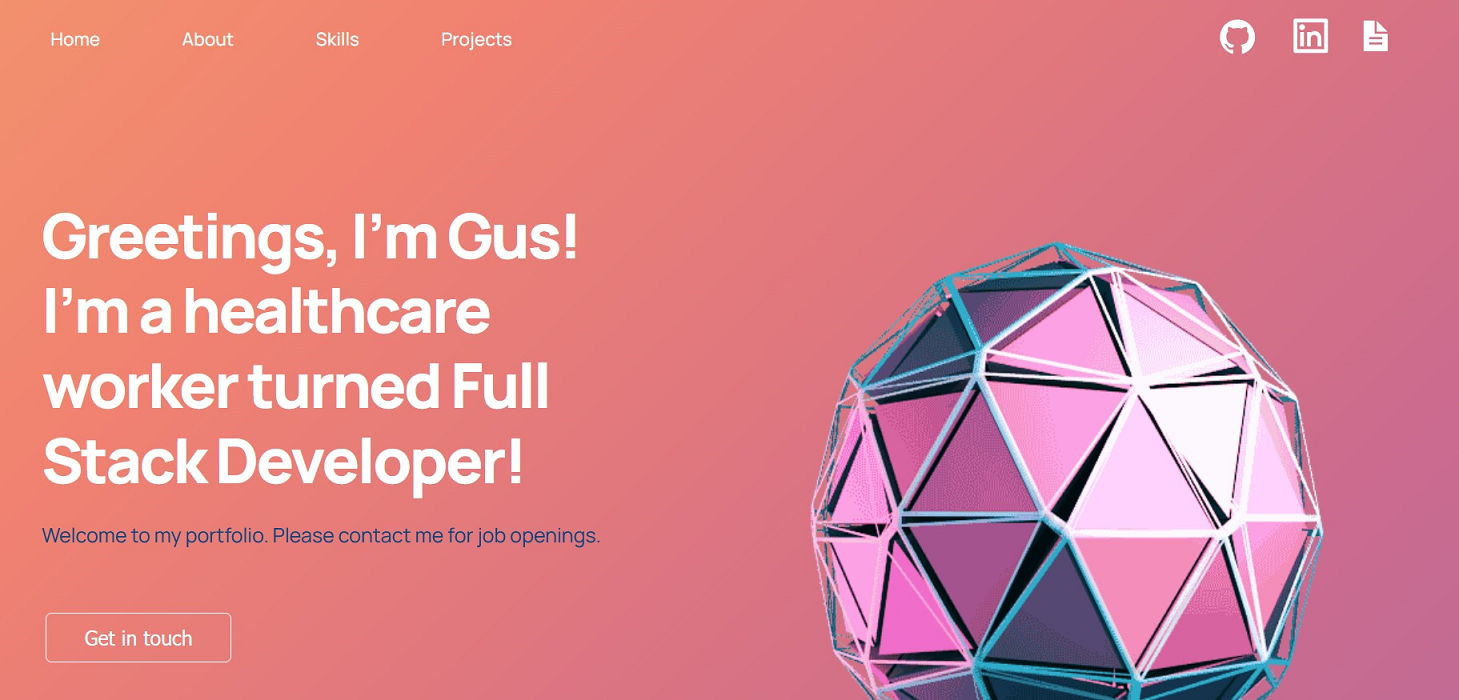 Home About Skills Projects
in
Greetings, I'm Gus!
I'm a healthcare
worker turned Full
Stack Developer!
Welcome to my portfolio. Please contact me for job openings.
Get in touch